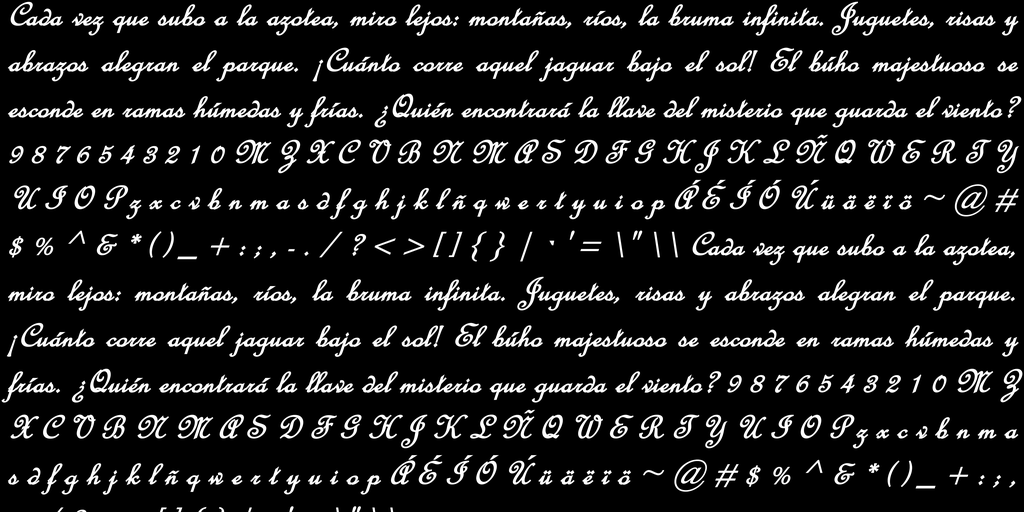 Cada vez que subo a la azotea, miro lejos: montañas, ríos, la bruma infinita. Juguetes, risas y
abrazos alegran el parque. ¡Cuánto corre aquel jaguar bajo el sol! El búho majestuoso se
esconde en ramas húmedas y frías. ¿Quién encontrará la llave del misterio que guarda el viento?
9 8 7 6 5 4 3 2 1 0 M Z X C V B N M A S D F G H J K L Ñ Q W E R T Y
U I O P z x c v b n m a s d f g h j k l ñ q w e r t y u i o p Á É Í Ó Ú ü ä ë ï ö ~ @ #
$ % ^ & * ( ) _ + : ; , - . / ? < > [ ] { } | · ' = \" \\ Cada vez que subo a la azotea,
miro lejos: montañas, ríos, la bruma infinita. Juguetes, risas y abrazos alegran el parque.
¡Cuánto corre aquel jaguar bajo el sol! El búho majestuoso se esconde en ramas húmedas y
frías. ¿Quién encontrará la llave del misterio que guarda el viento? 9 8 7 6 5 4 3 2 1 0 M Z
X C V B N M A S D F G H J K L Ñ Q W E R T Y U I O P z x c v b n m a
s d f g h j k l ñ q w e r t y u i o p Á É Í Ó Ú ü ä ë ï ö ~ @ # $ % ^ & * ( ) _ + : ; ,